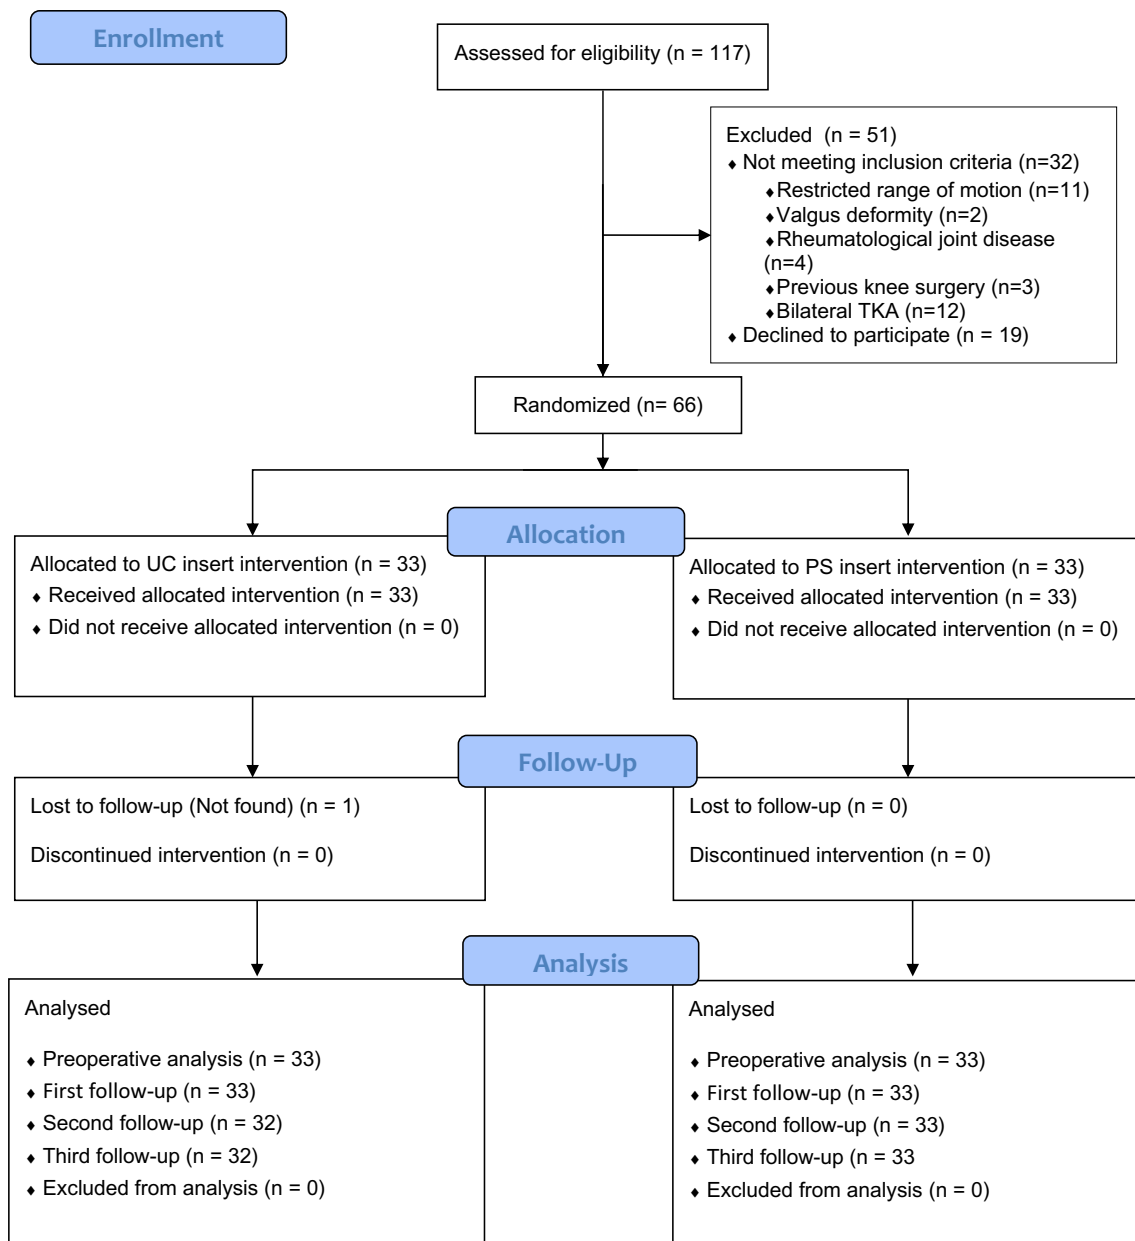 Enrollment
Assessed for eligibility (n = 117)
Excluded (n = 51)
⬧ Not meeting inclusion criteria (n=32)
⬧Restricted range of motion (n=11)
⬧Valgus deformity (n=2)
⬧Rheumatological joint disease
(n=4)
⬧Previous knee surgery (n=3)
⬧Bilateral TKA (n=12)
⬧ Declined to participate (n = 19)
Randomized (n= 66)
Allocation
Allocated to UC insert intervention (n = 33)
⬧ Received allocated intervention (n = 33)
⬧ Did not receive allocated intervention (n = 0)
Allocated to PS insert intervention (n = 33)
⬧ Received allocated intervention (n = 33)
⬧ Did not receive allocated intervention (n = 0)
Follow-Up
Lost to follow-up (Not found) (n = 1)
Discontinued intervention (n = 0)
Lost to follow-up (n = 0)
Discontinued intervention (n = 0)
Analysis
Analysed
⬧ Preoperative analysis (n = 33)
⬧ First follow-up (n = 33)
⬧ Second follow-up (n = 32)
⬧ Third follow-up (n = 32)
⬧ Excluded from analysis (n = 0)
Analysed
⬧ Preoperative analysis (n = 33)
⬧ First follow-up (n = 33)
⬧ Second follow-up (n = 33)
⬧ Third follow-up (n = 33
⬧ Excluded from analysis (n = 0)